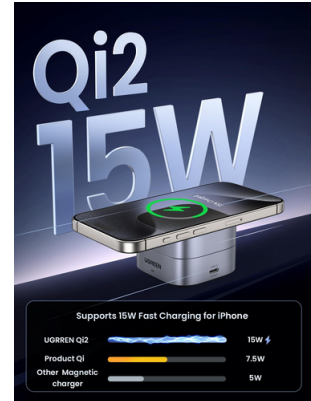 Qi2
15W
UGREEN
Supports 15W Fast Charging for iPhone
UGRREN Qi2 15W
Product Qi 7.5W
Other Magnetic
charger 5W